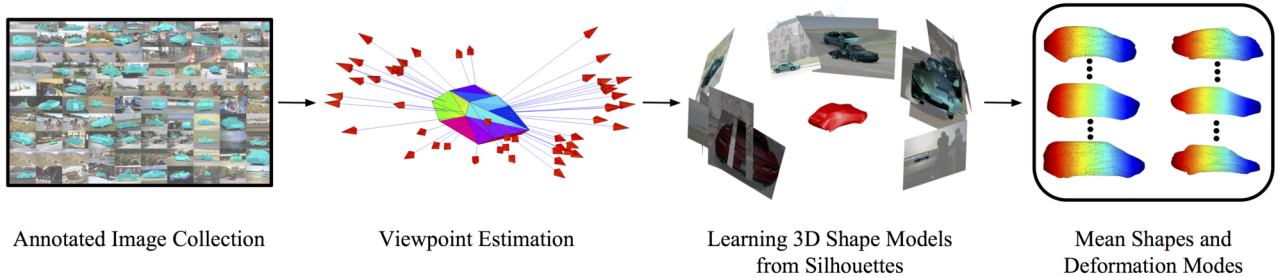 Annotated Image Collection
Viewpoint Estimation
Learning 3D Shape Models
from Silhouettes
Mean Shapes and
Deformation Modes